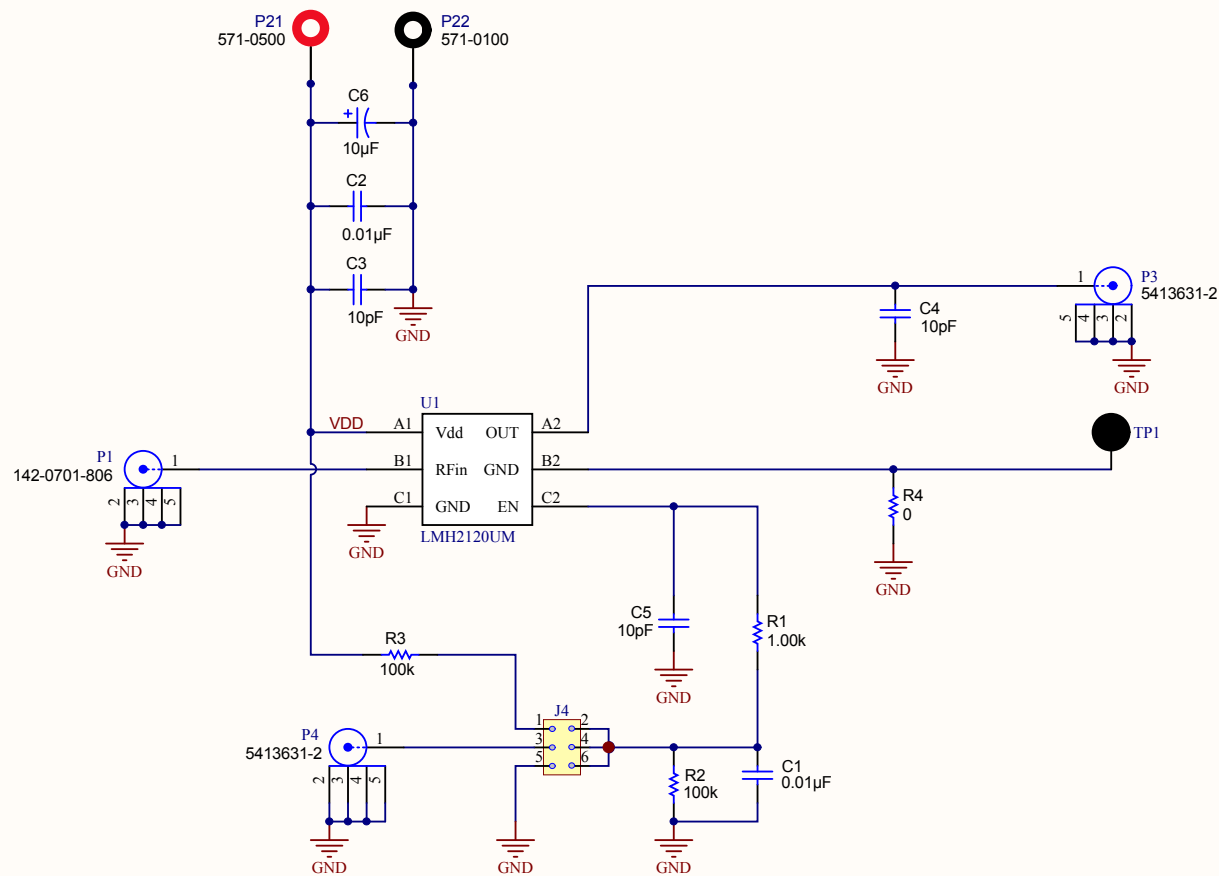 P21
571-0500
P22
571-0100
C6
+
10µF
C2
0.01µF
C3
10pF
GND
1
P3
5413631-2
5 4 3 2
GND
C4
10pF
GND
U1
VDD
A1 Vdd OUT A2
B1 RFin GND B2
C1 GND EN C2
LMH2120UM
GND
TP1
P1
142-0701-806
1
2 3 4 5
GND
R4
0
GND
C5
10pF
GND
R1
1.00k
R3
100k
J4
1 2
3 4
5 6
P4
5413631-2
1
2 3 4 5
GND
GND
R2
100k
C1
0.01µF
GND